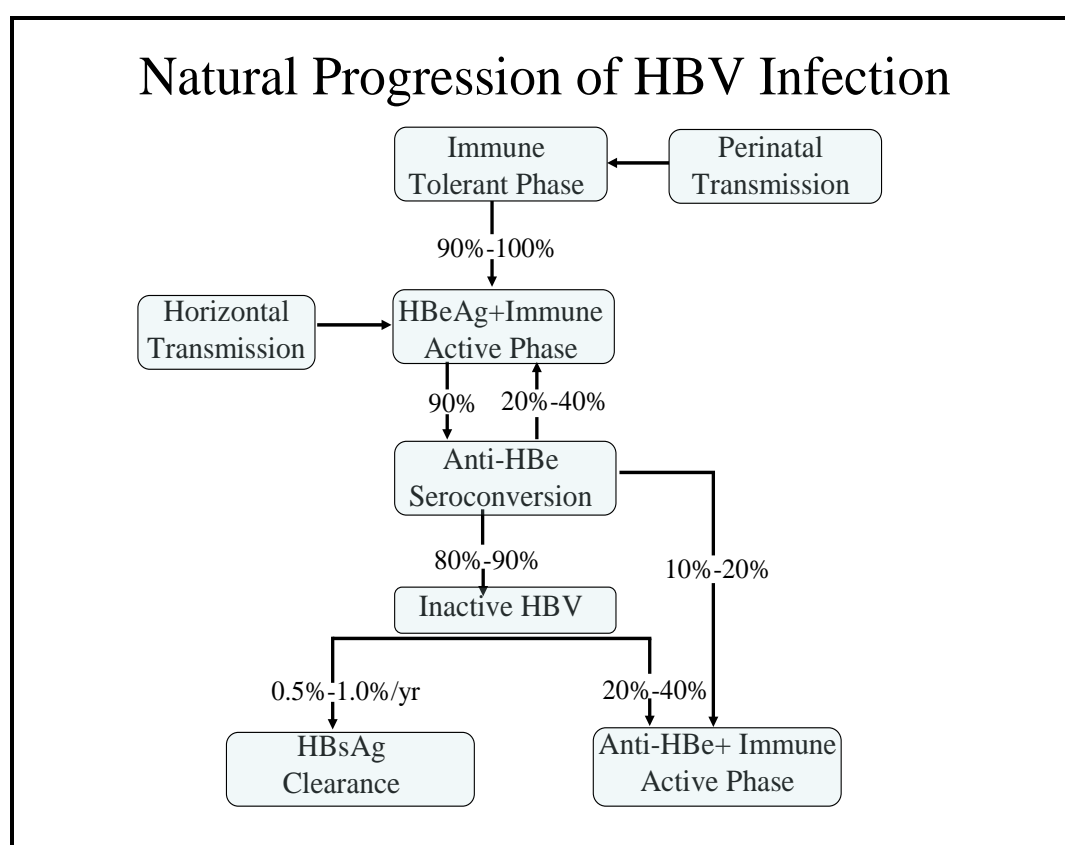 Natural Progression of HBV Infection
Immune
Tolerant Phase
Perinatal
Transmission
90%-100%
Horizontal
Transmission
HBeAg+Immune
Active Phase
90%
20%-40%
Anti-HBe
Seroconversion
80%-90%
10%-20%
Inactive HBV
0.5%-1.0%/yr
20%-40%
HBsAg
Clearance
Anti-HBe+ Immune
Active Phase